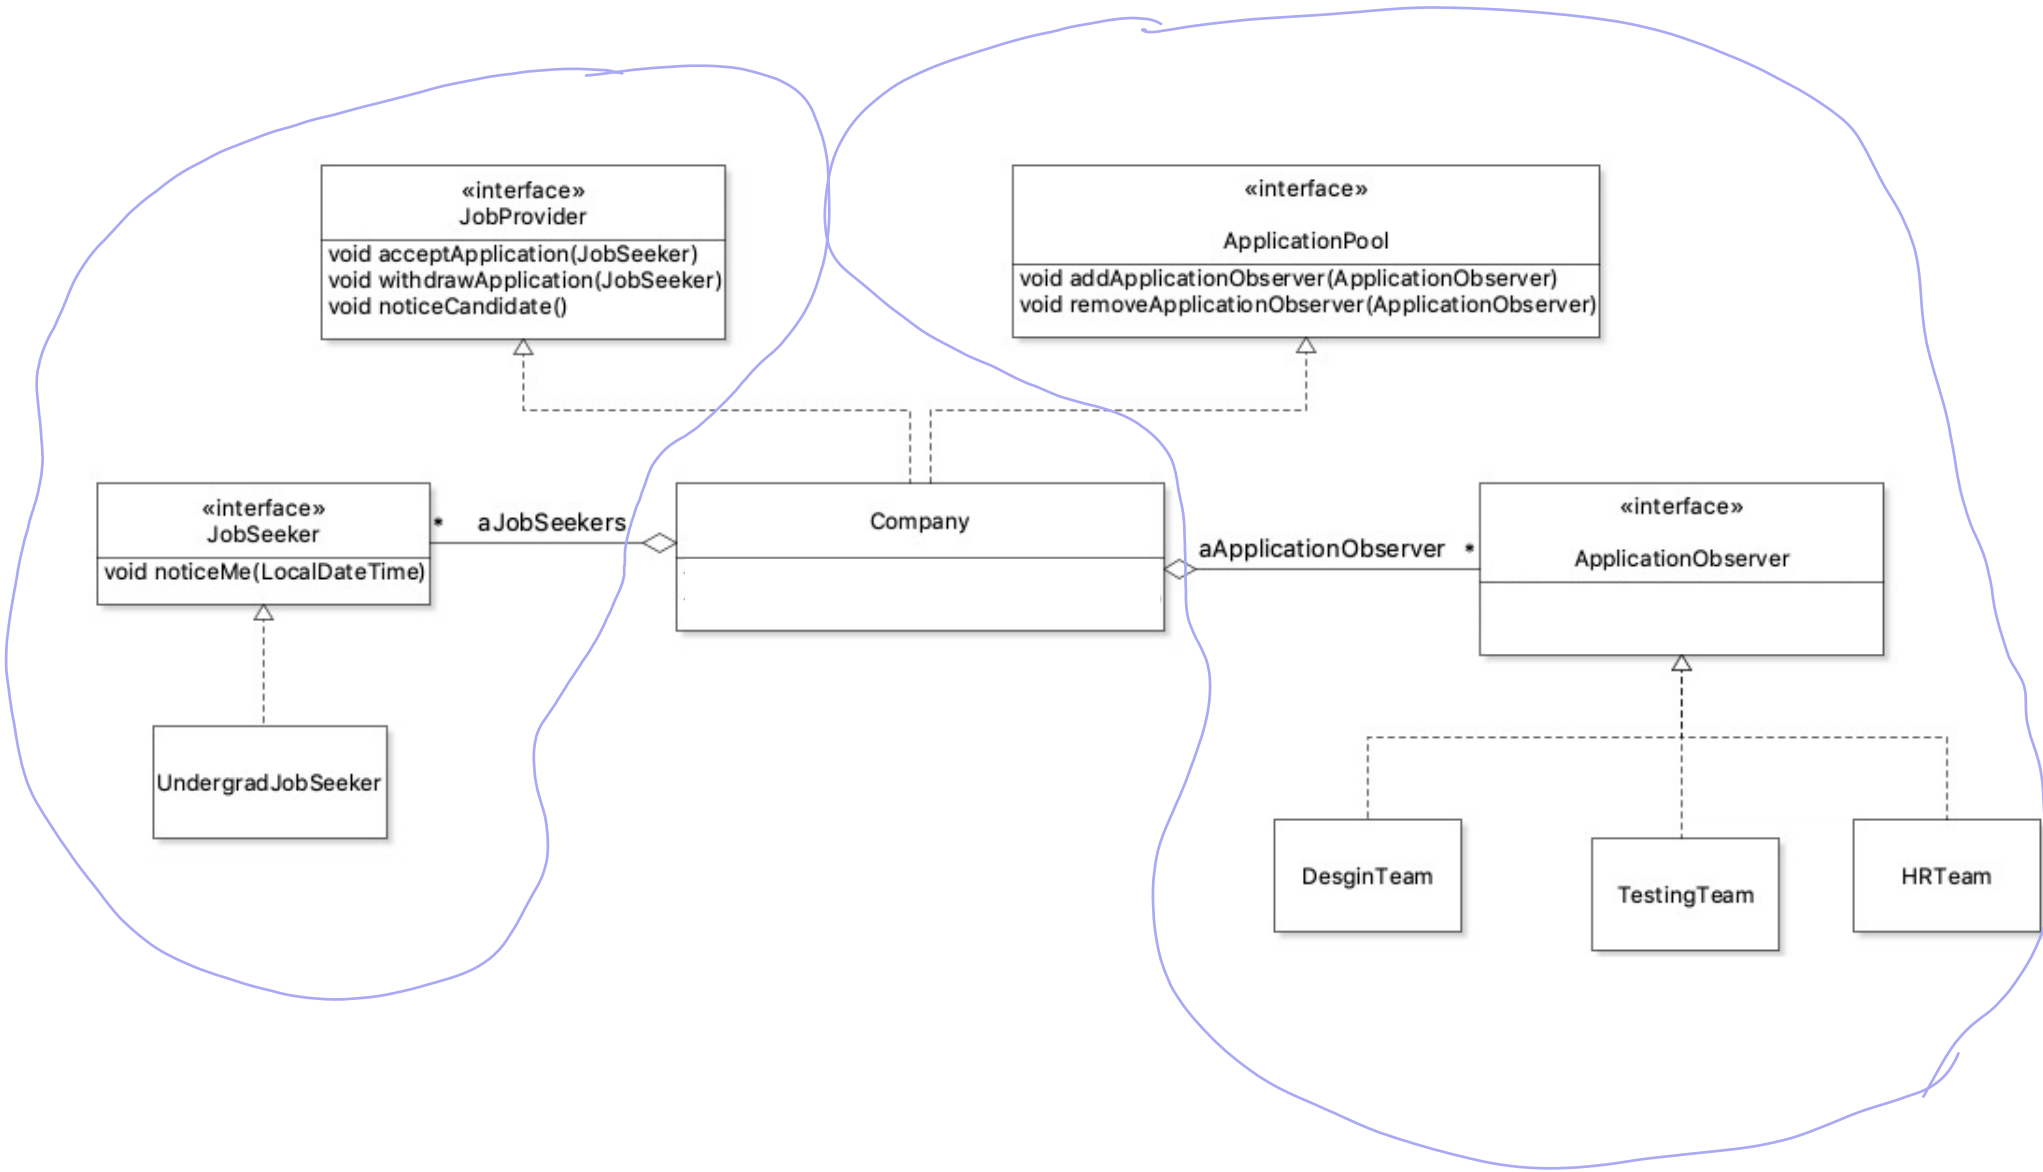 «interface»
JobProvider
void acceptApplication(JobSeeker)
void withdrawApplication(JobSeeker)
void noticeCandidate()
«interface»
ApplicationPool
void addApplicationObserver(ApplicationObserver)
void removeApplicationObserver(ApplicationObserver)
«interface»
JobSeeker
void noticeMe(LocalDateTime)
* aJobSeekers
Company
aApplicationObserver *
«interface»
ApplicationObserver
UndergradJobSeeker
DesginTeam
TestingTeam
HRTeam